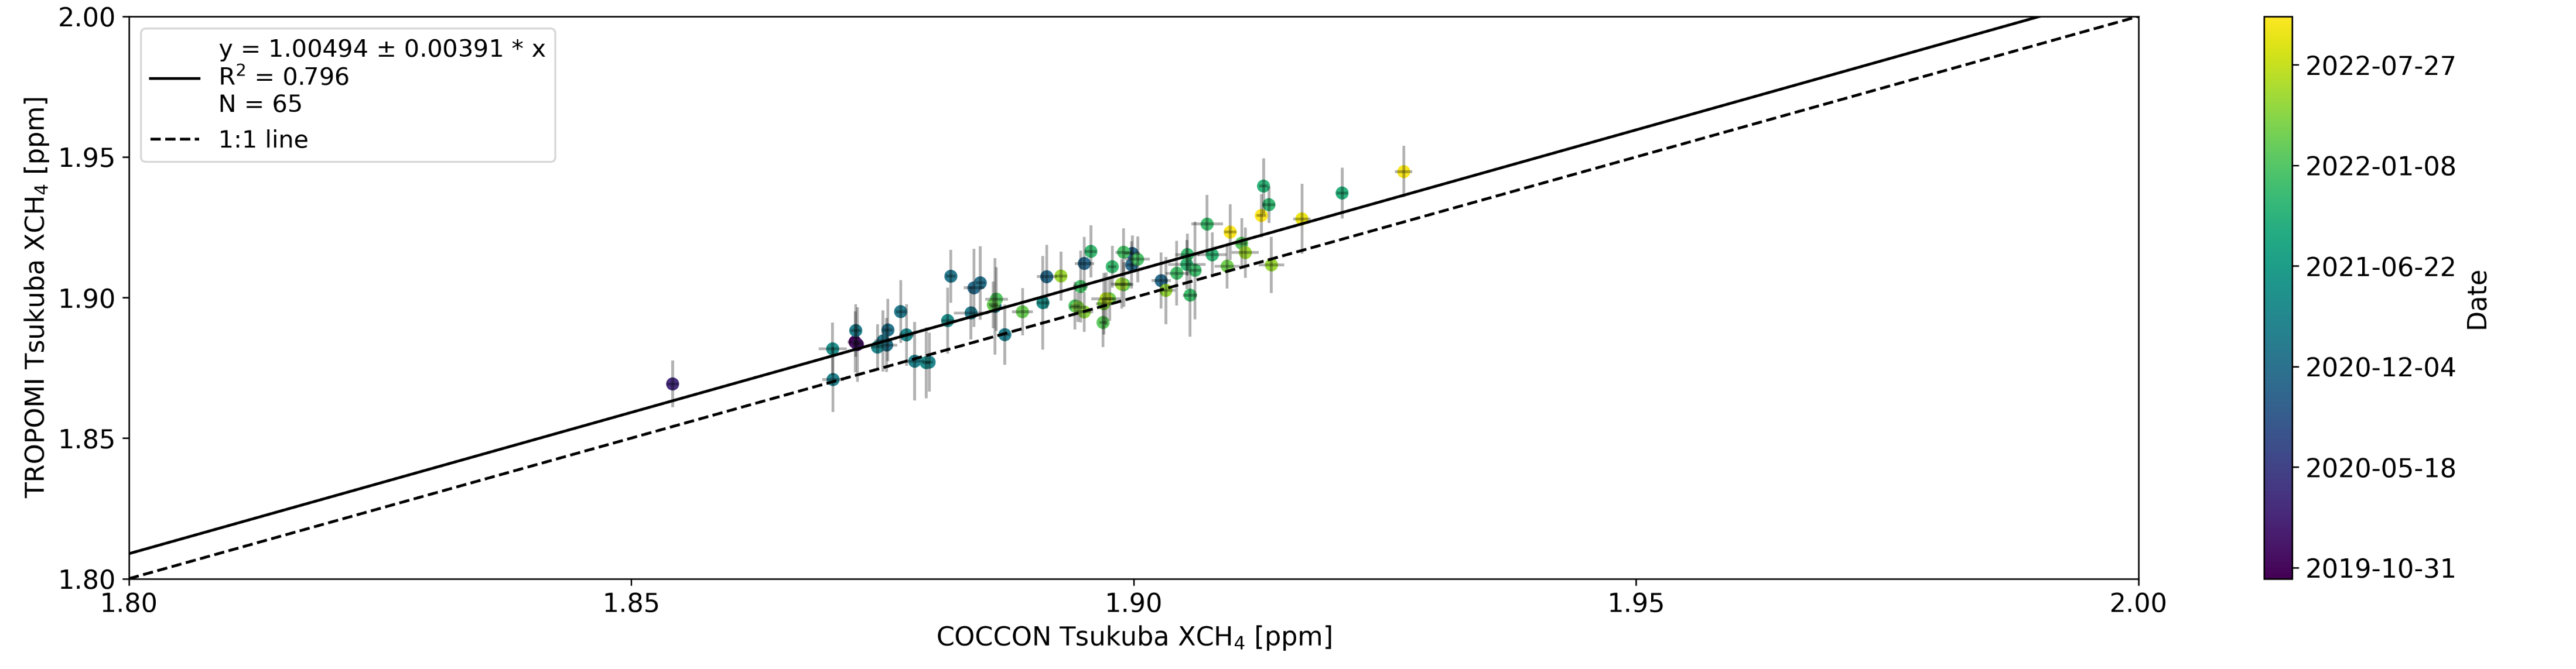 y = 1.00494 ± 0.00391 * x
R² = 0.796
N = 65
1:1 line
TROPOMI Tsukuba XCH₄ [ppm]
2.00
1.95
1.90
1.85
1.80
1.80 1.85 1.90 1.95 2.00
COCCON Tsukuba XCH₄ [ppm]
2022-07-27
2022-01-08
2021-06-22
2020-12-04
2020-05-18
2019-10-31
Date